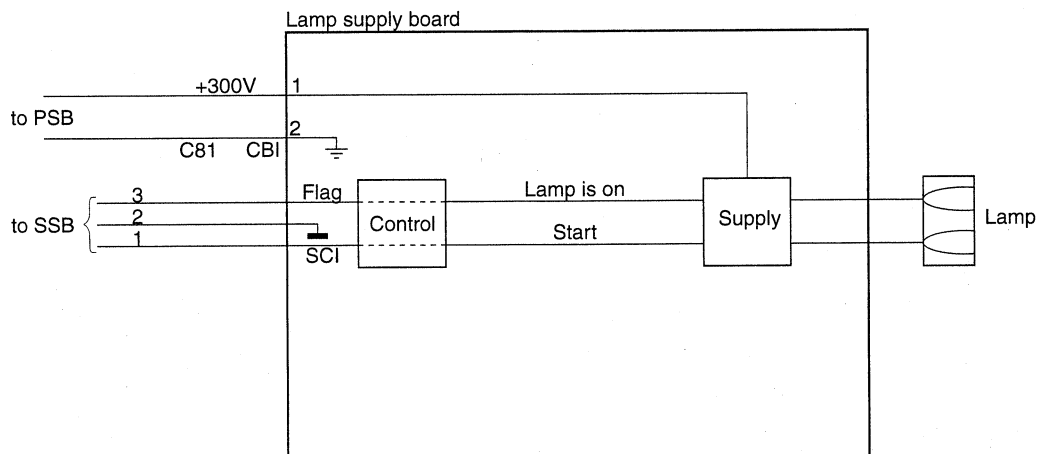 Lamp supply board
+300V 1
to PSB
2
C81 CBI
3 Flag Lamp is on
to SSB 2 Control Supply Lamp
1 SCI Start